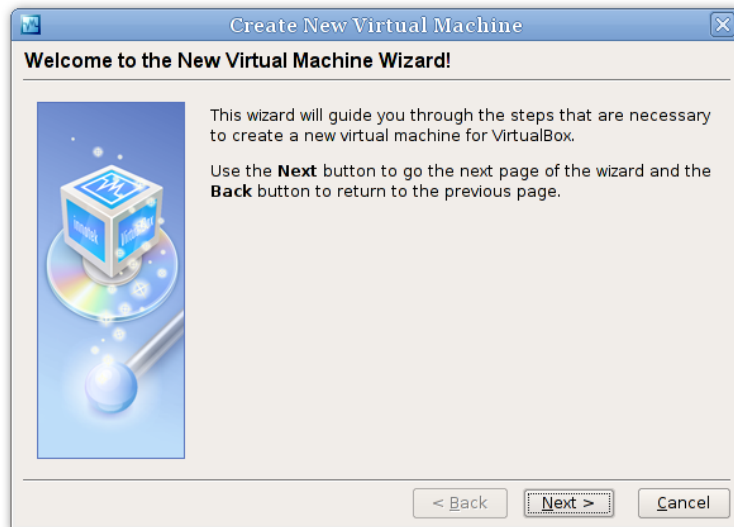 Create New Virtual Machine
Welcome to the New Virtual Machine Wizard!
This wizard will guide you through the steps that are necessary
to create a new virtual machine for VirtualBox.
Use the Next button to go the next page of the wizard and the
Back button to return to the previous page.
innotek
VirtualBox
< Back
Next >
Cancel